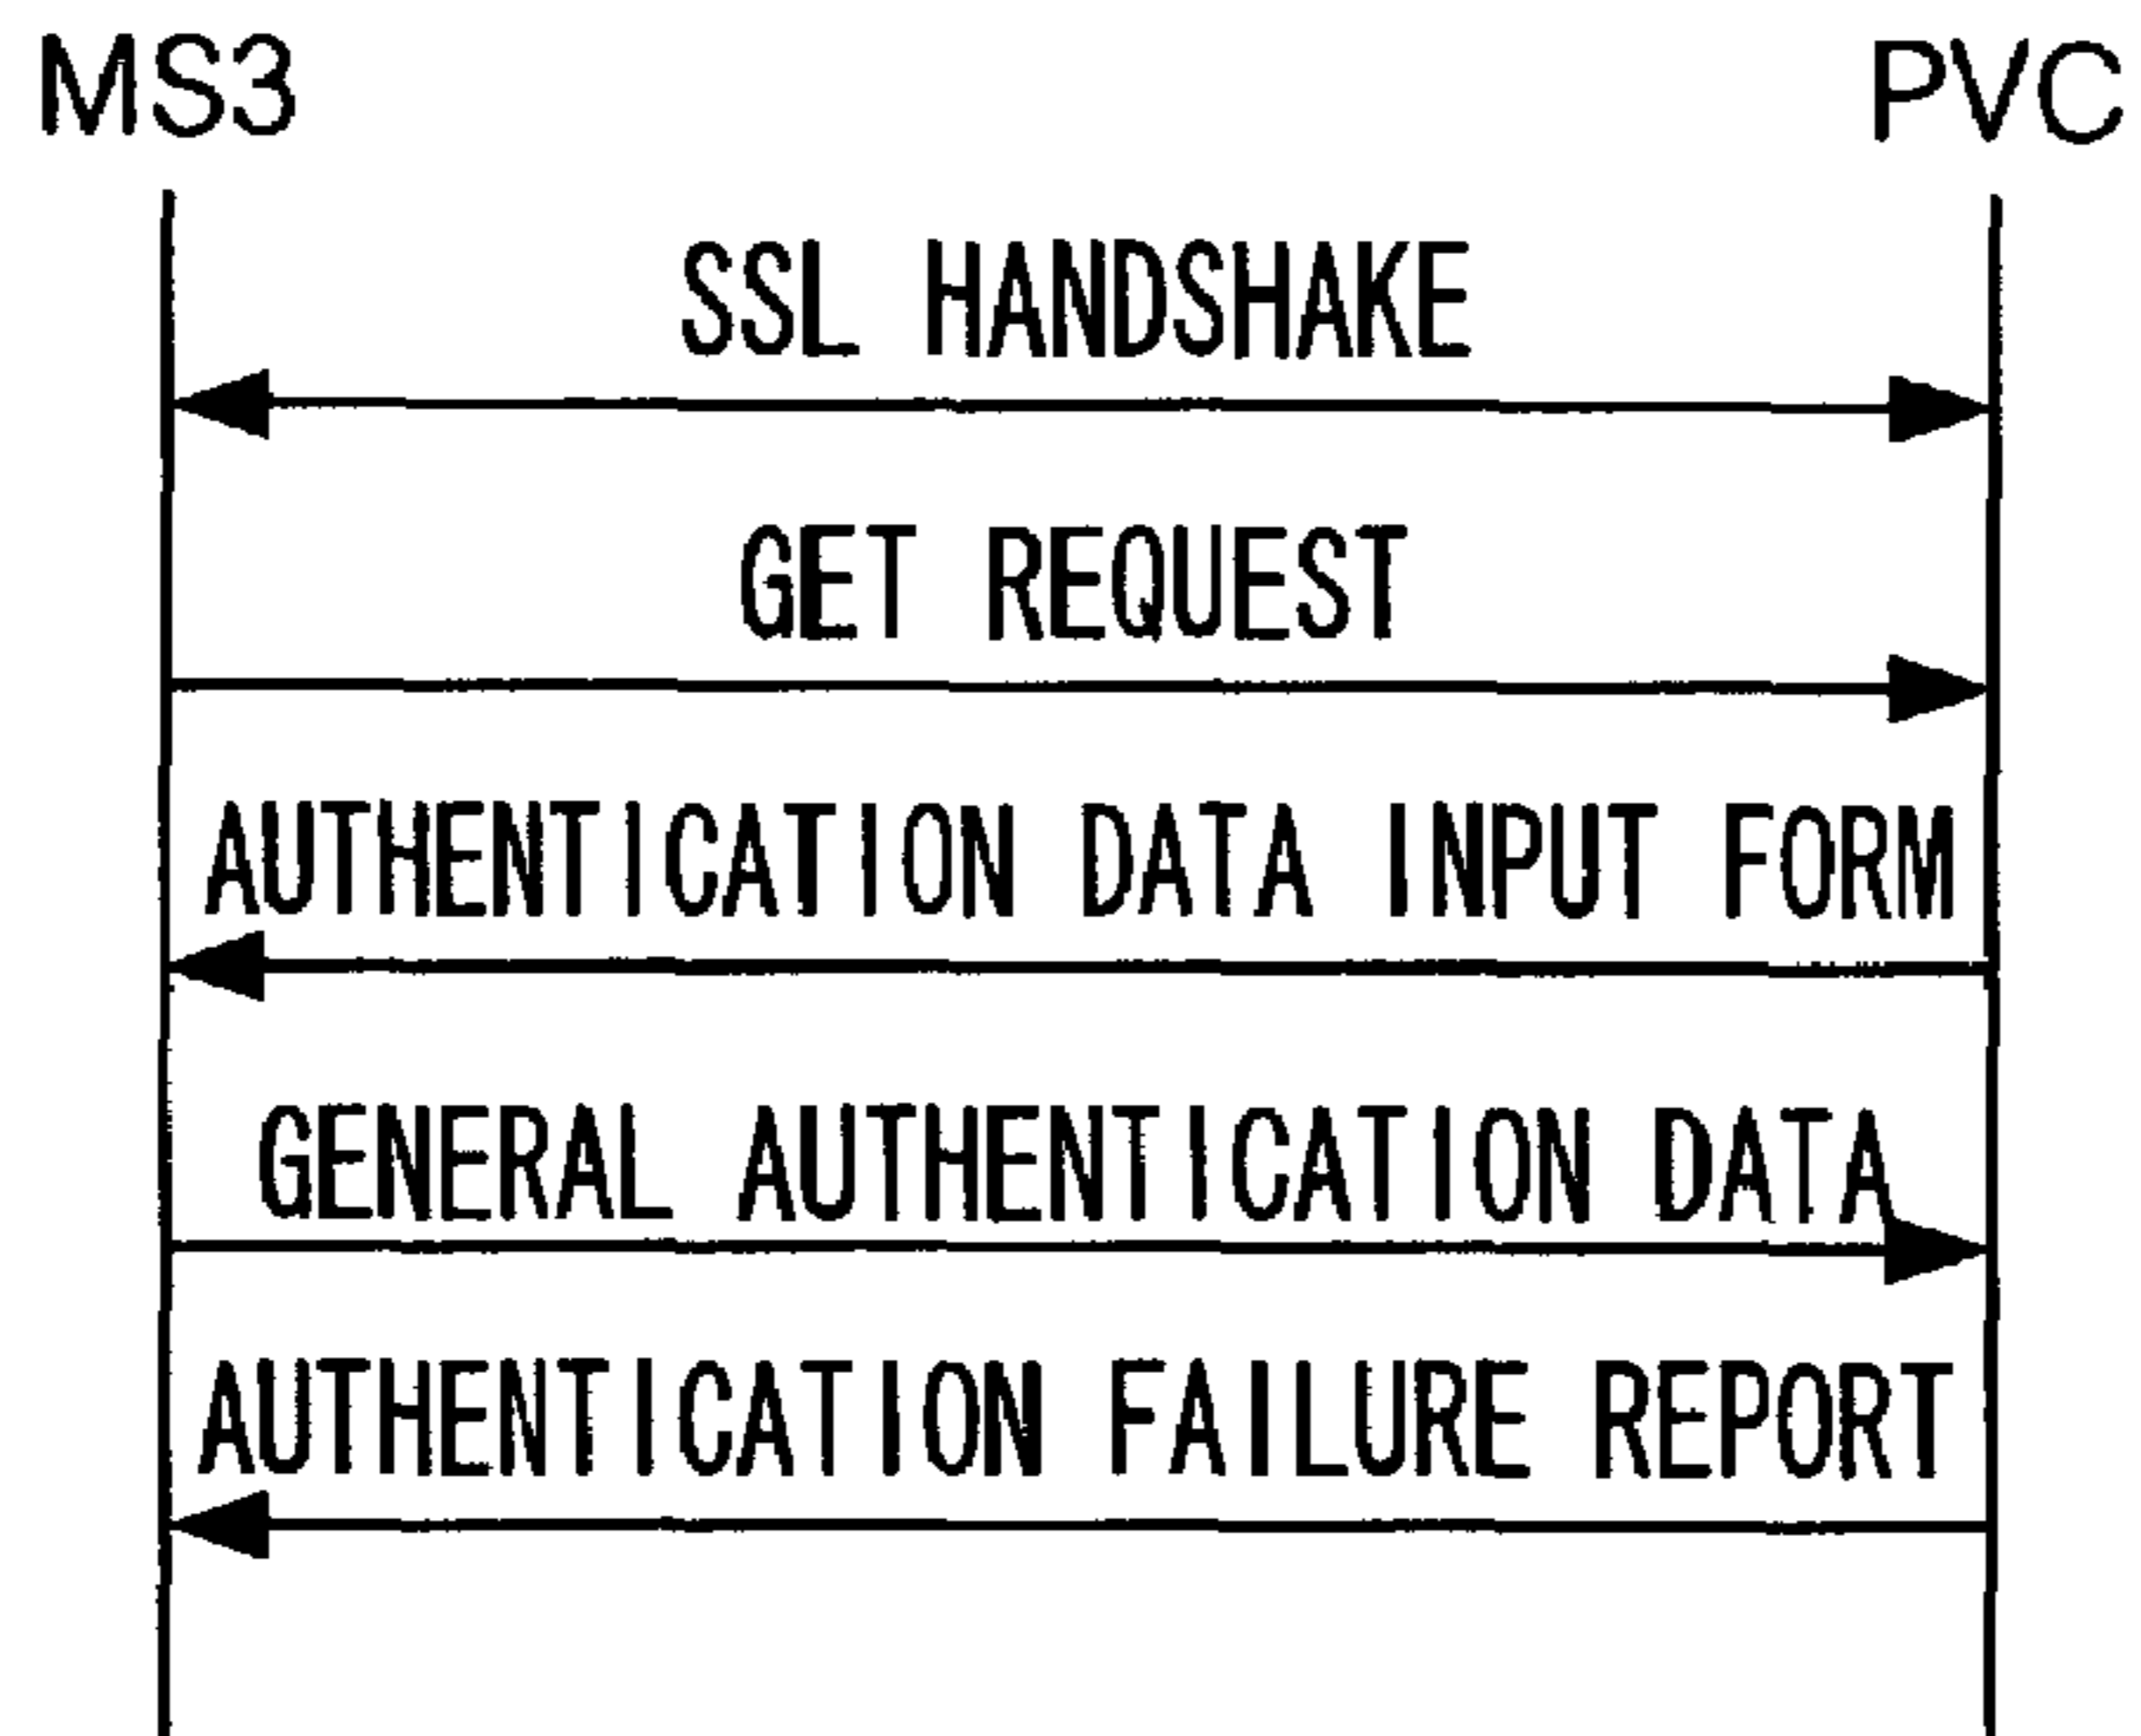 MS3 PVC
SSL HANDSHAKE
GET REQUEST
AUTHENTICATION DATA INPUT FORM
GENERAL AUTHENTICATION DATA
AUTHENTICATION FAILURE REPORT